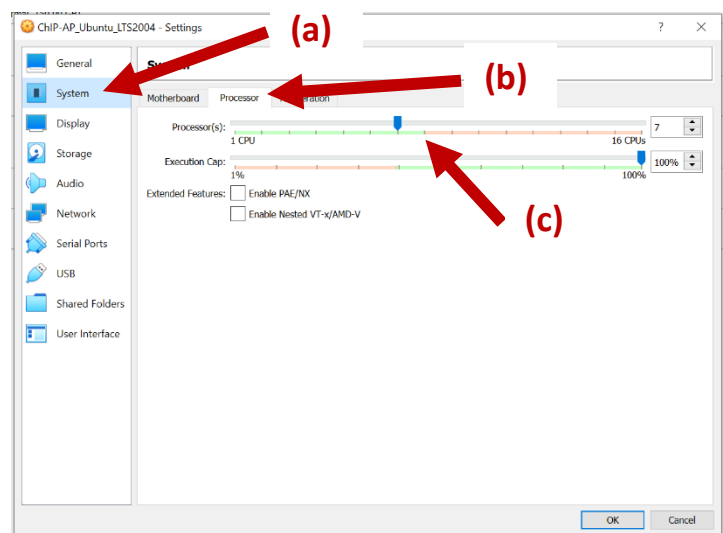 ChIP-AP_Ubuntu_LTS2004 - Settings
?
(a)
General
System
(b)
System
Motherboard Processor Acceleration
Display
Processor(s):
7
1 CPU
16 CPUs
Storage
Execution Cap:
100%
1%
100%
Audio
Extended Features:
Enable PAE/NX
Network
Enable Nested VT-x/AMD-V
(c)
Serial Ports
USB
Shared Folders
User Interface
OK
Cancel